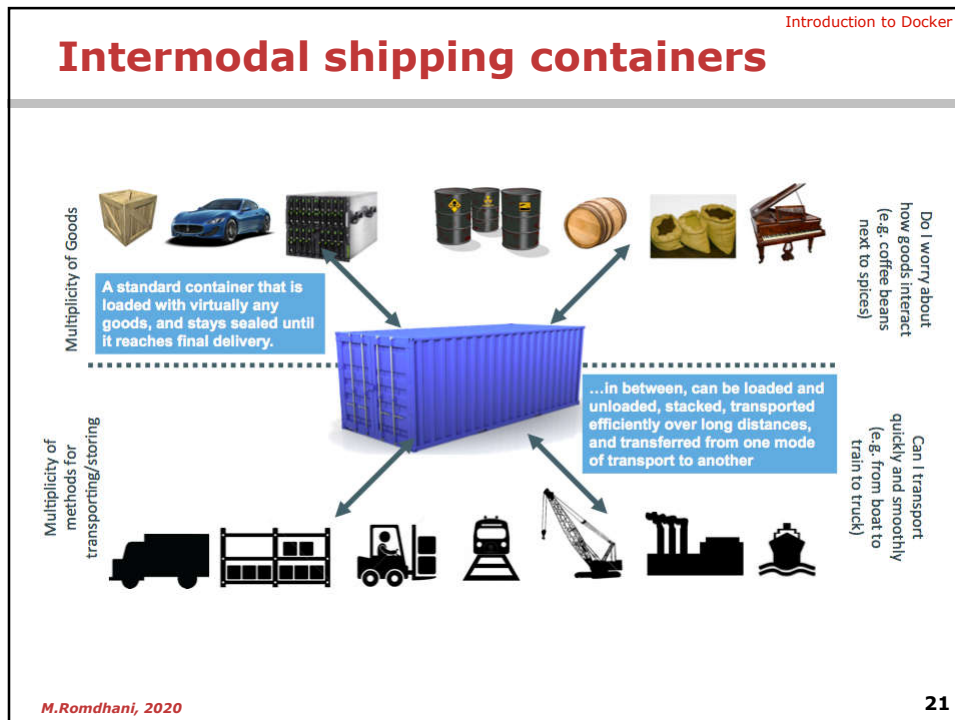 Introduction to Docker
Intermodal shipping containers
Multiplicity of Goods
Do I worry about
how goods interact
(e.g. coffee beans
next to spices)
A standard container that is
loaded with virtually any
goods, and stays sealed until
it reaches final delivery.
…in between, can be loaded and
unloaded, stacked, transported
efficiently over long distances,
and transferred from one mode
of transport to another
Multiplicity of
methods for
transporting/storing
Can I transport
quickly and smoothly
(e.g. from boat to
train to truck)
M.Romdhani, 2020
21